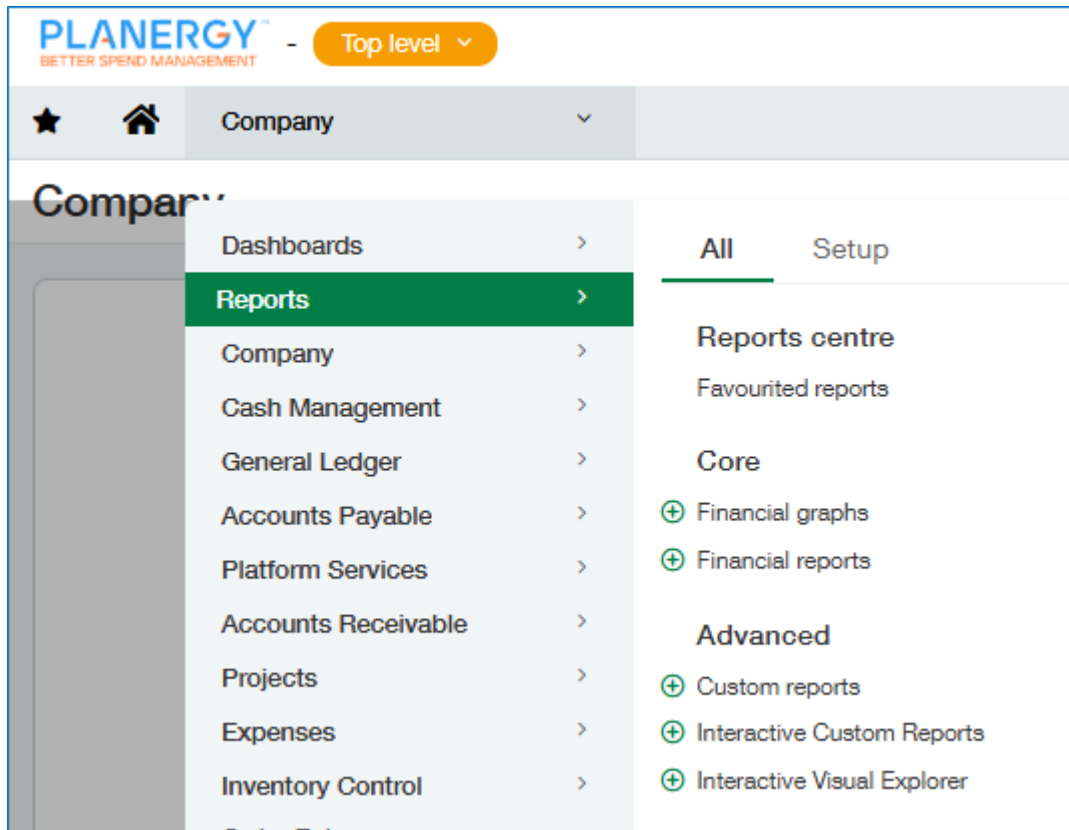 PLANERGY™
BETTER SPEND MANAGEMENT
- Top level
Company
Company
Dashboards
Reports
Company
Cash Management
General Ledger
Accounts Payable
Platform Services
Accounts Receivable
Projects
Expenses
Inventory Control
All Setup
Reports centre
Favourited reports
Core
Financial graphs
Financial reports
Advanced
Custom reports
Interactive Custom Reports
Interactive Visual Explorer